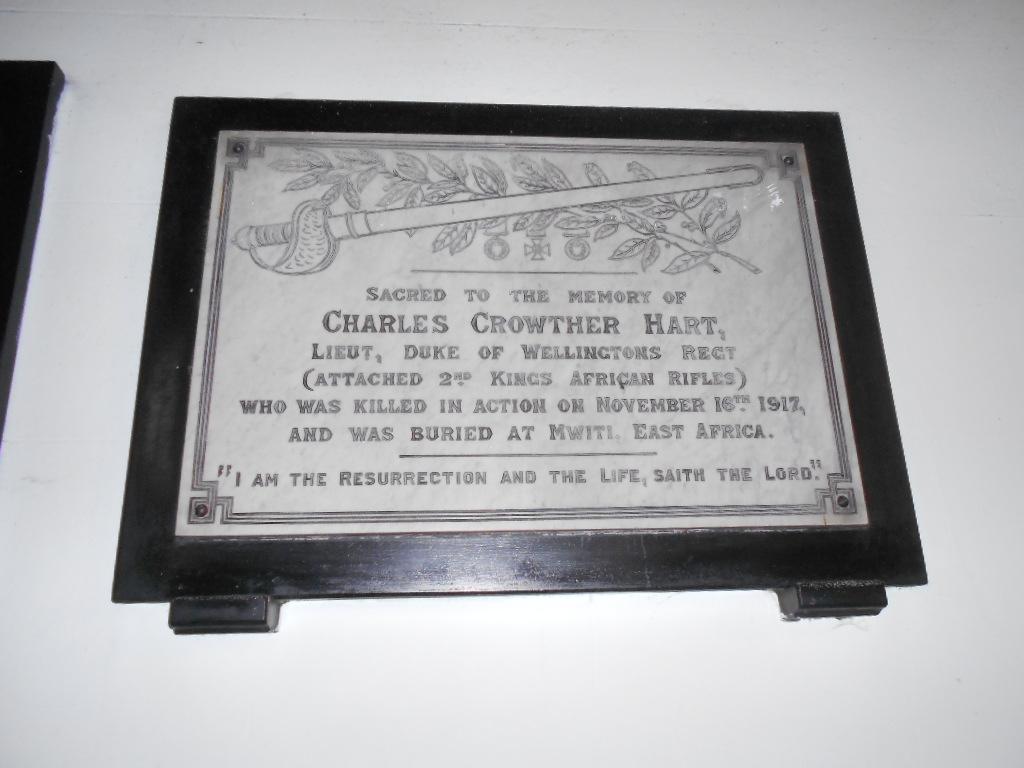 SACRED TO THE MEMORY OF
CHARLES CROWTHER HART,
LIEUT, DUKE OF WELLINGTONS REGT
(ATTACHED 2ND KINGS AFRICAN RIFLES)
WHO WAS KILLED IN ACTION ON NOVEMBER 16TH 1917,
AND WAS BURIED AT MWITI. EAST AFRICA.
"I AM THE RESURRECTION AND THE LIFE, SAITH THE LORD."